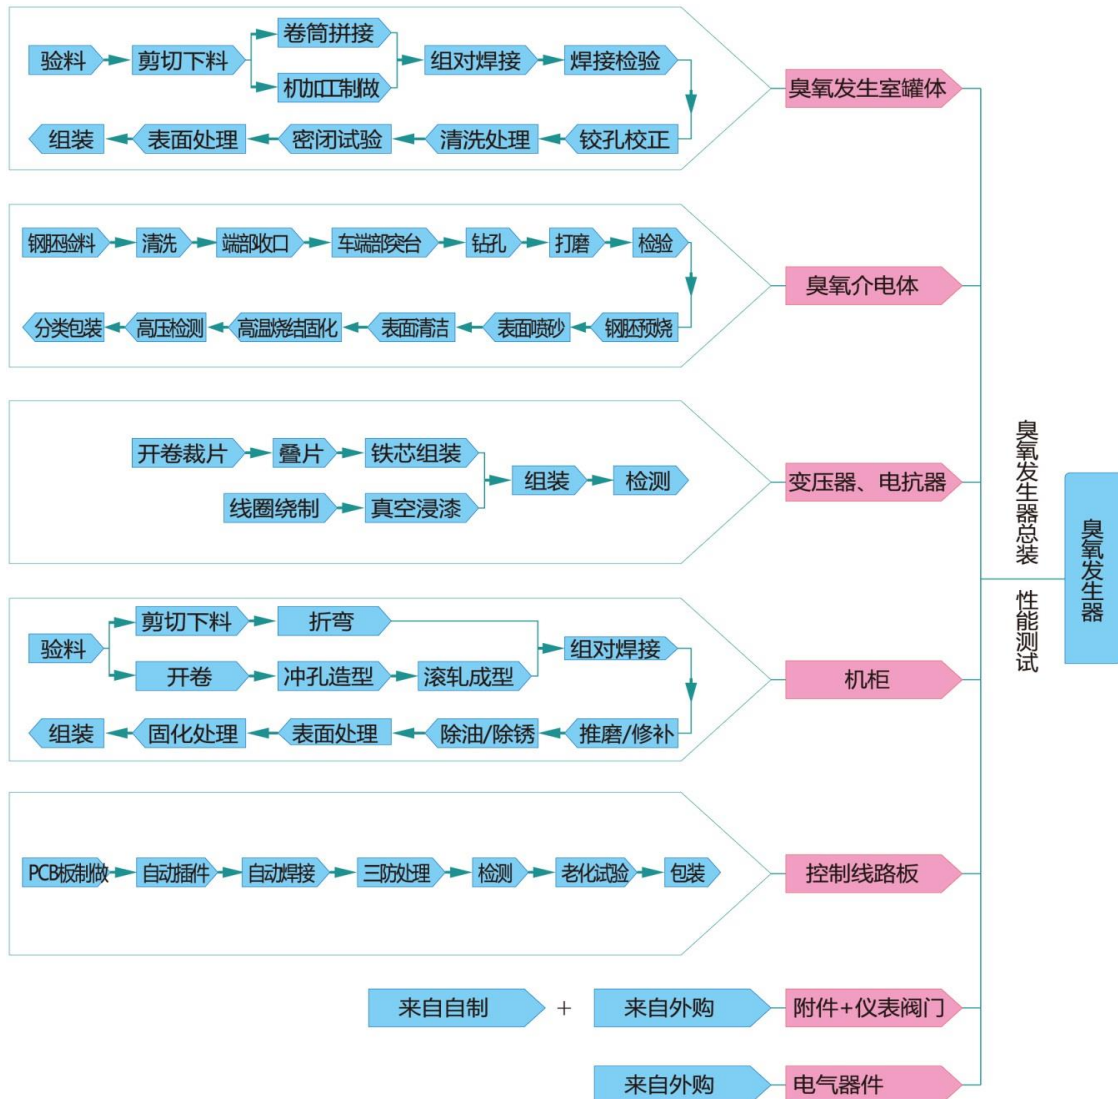 验料
剪切下料
卷筒拼接
机加工制做
组对焊接
焊接检验
铰孔校正
清洗处理
密闭试验
表面处理
组装
臭氧发生室罐体
钢胚验料
清洗
端部收口
车端部突台
钻孔
打磨
检验
钢胚预烧
表面喷砂
表面清洁
高温烧结固化
高压检测
分类包装
臭氧介电体
开卷裁片
叠片
铁芯组装
线圈绕制
真空浸漆
组装
检测
变压器、电抗器
验料
剪切下料
折弯
开卷
冲孔造型
滚轧成型
组对焊接
推磨/修补
除油/除锈
表面处理
固化处理
组装
机柜
PCB板制做
自动插件
自动焊接
三防处理
检测
老化试验
包装
控制线路板
来自自制
+
来自外购
附件+仪表阀门
来自外购
电气器件
臭氧发生器总装
性能测试
臭氧发生器